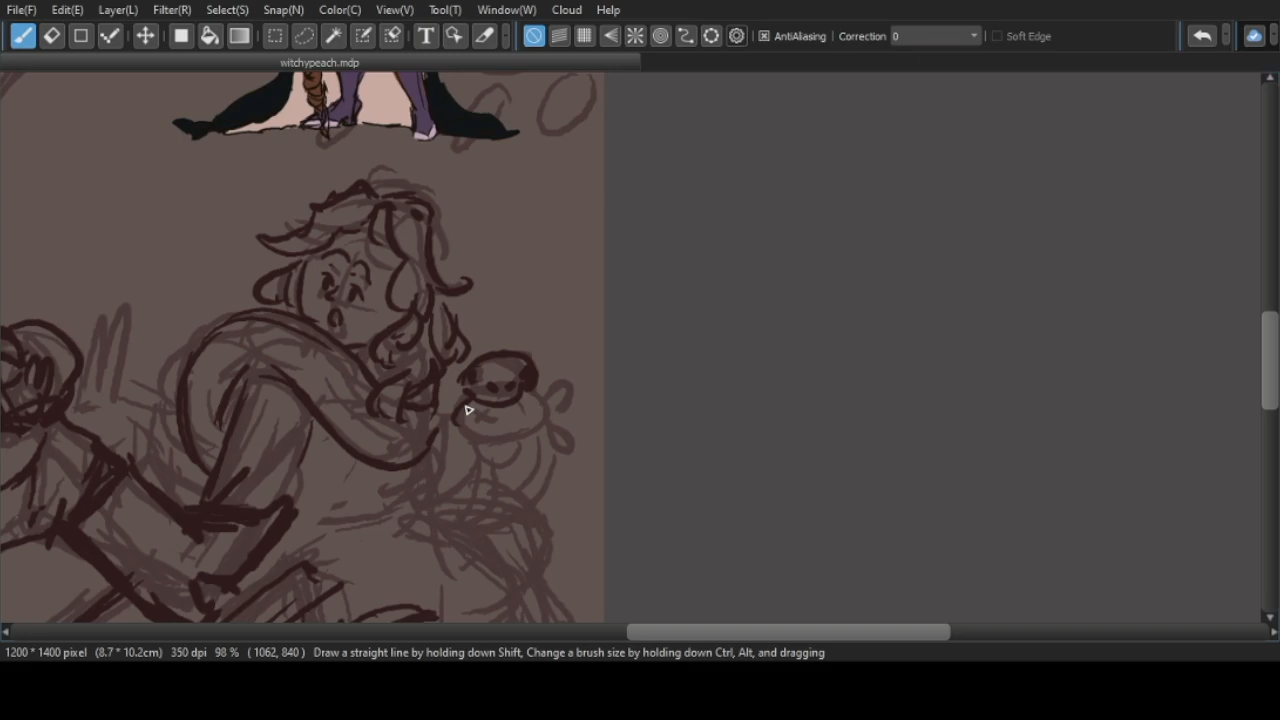 File(F) Edit(E) Layer(L) Filter(R) Select(S) Snap(N) Color(C) View(V) Tool(T) Window(W) Cloud Help
T AntiAliasing Correction 0 Soft Edge
witchypeach.mdp
1200 * 1400 pixel (8.7 * 10.2cm) 350 dpi 98 % ( 1062, 840 ) Draw a straight line by holding down Shift, Change a brush size by holding down Ctrl, Alt, and dragging